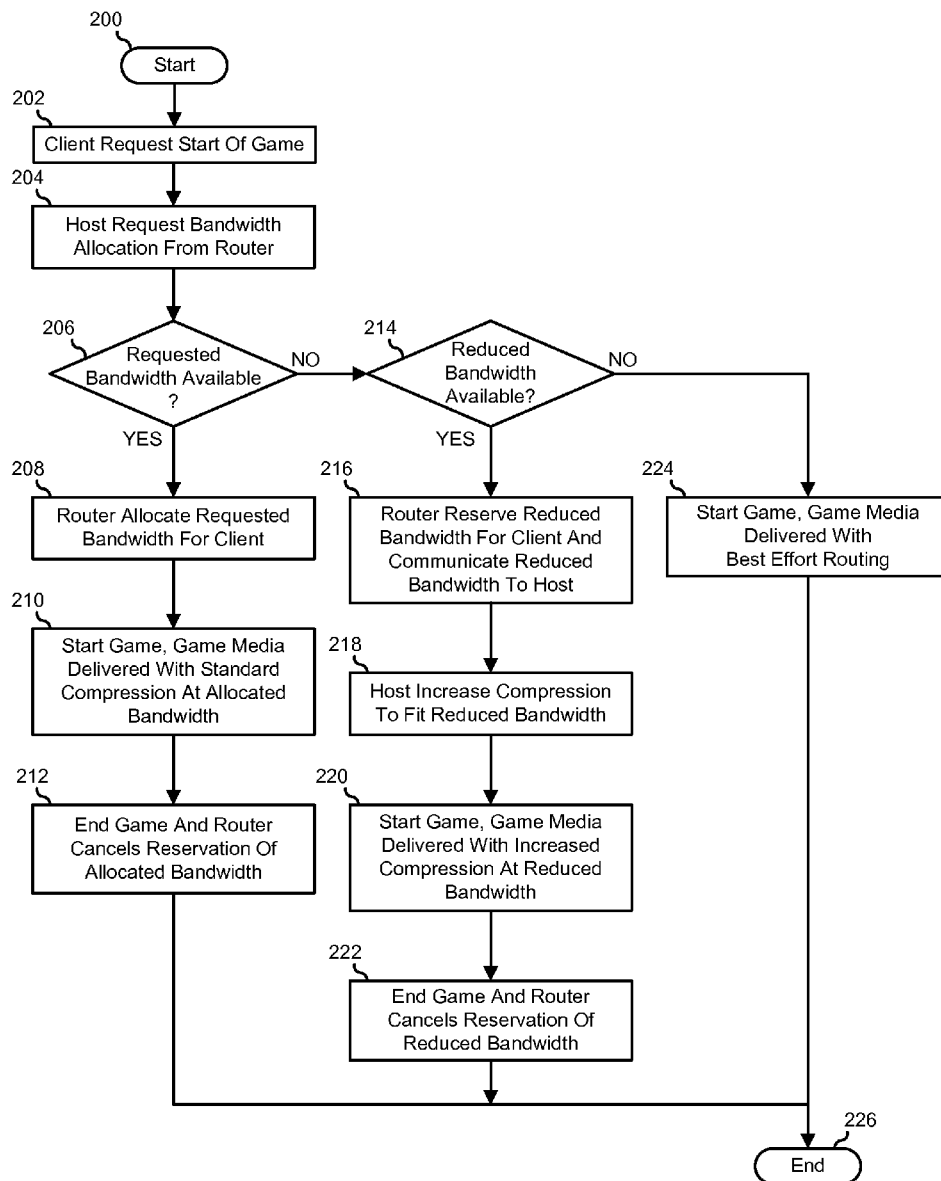 200
Start
202
Client Request Start Of Game
204
Host Request Bandwidth
Allocation From Router
206
Requested
Bandwidth Available
?
NO
YES
214
Reduced
Bandwidth
Available?
NO
YES
208
Router Allocate Requested
Bandwidth For Client
216
Router Reserve Reduced
Bandwidth For Client And
Communicate Reduced
Bandwidth To Host
224
Start Game, Game Media
Delivered With
Best Effort Routing
210
Start Game, Game Media
Delivered With Standard
Compression At Allocated
Bandwidth
218
Host Increase Compression
To Fit Reduced Bandwidth
212
End Game And Router
Cancels Reservation Of
Allocated Bandwidth
220
Start Game, Game Media
Delivered With Increased
Compression At Reduced
Bandwidth
222
End Game And Router
Cancels Reservation Of
Reduced Bandwidth
226
End